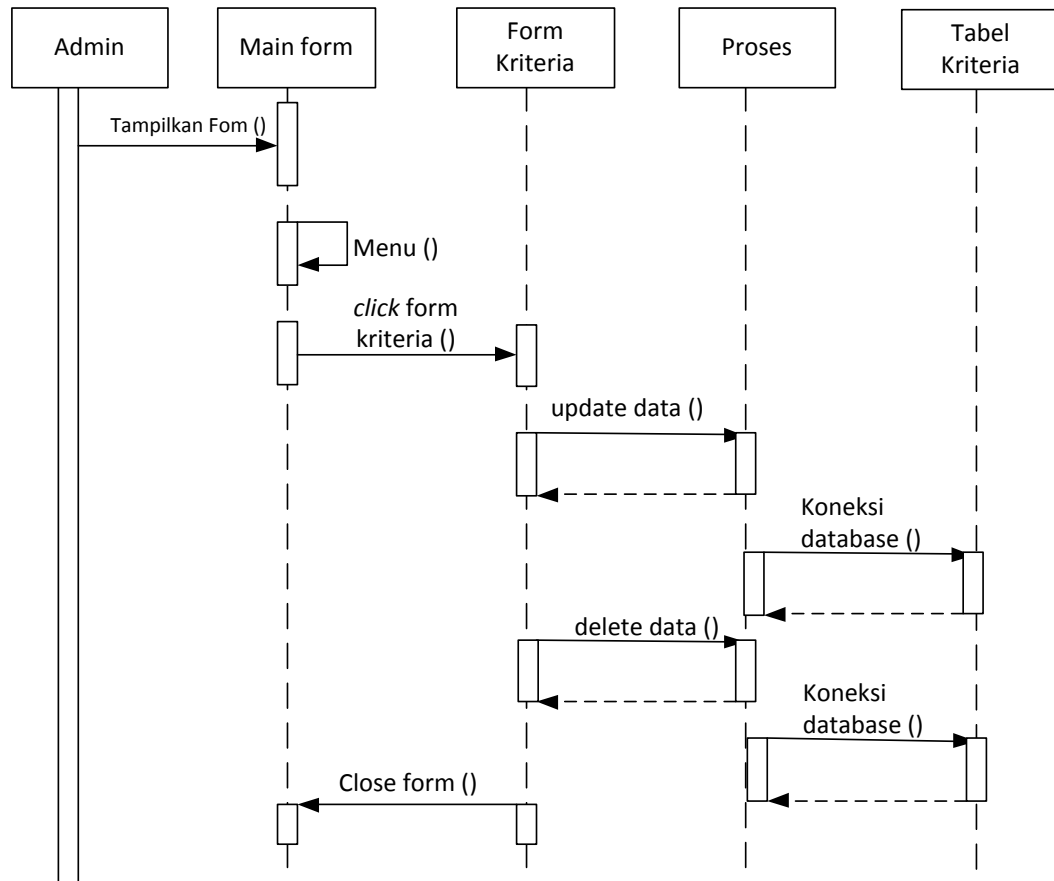 Admin
Main form
Form
Kriteria
Proses
Tabel
Kriteria
Tampilkan Fom ()
Menu ()
click form
kriteria ()
update data ()
Koneksi
database ()
delete data ()
Koneksi
database ()
Close form ()